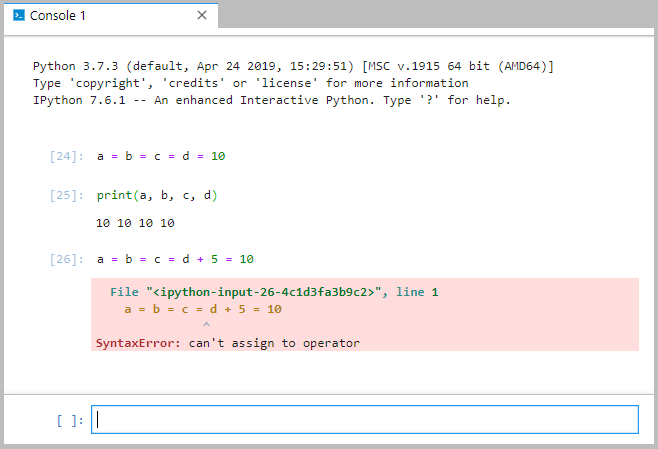 Console 1
Python 3.7.3 (default, Apr 24 2019, 15:29:51) [MSC v.1915 64 bit (AMD64)]
Type 'copyright', 'credits' or 'license' for more information
IPython 7.6.1 -- An enhanced Interactive Python. Type '?' for help.
[24]: a = b = c = d = 10
[25]: print(a, b, c, d)
10 10 10 10
[26]: a = b = c = d + 5 = 10
File "<ipython-input-26-4c1d3fa3b9c2>", line 1
a = b = c = d + 5 = 10
^
SyntaxError: can't assign to operator
[ ]: